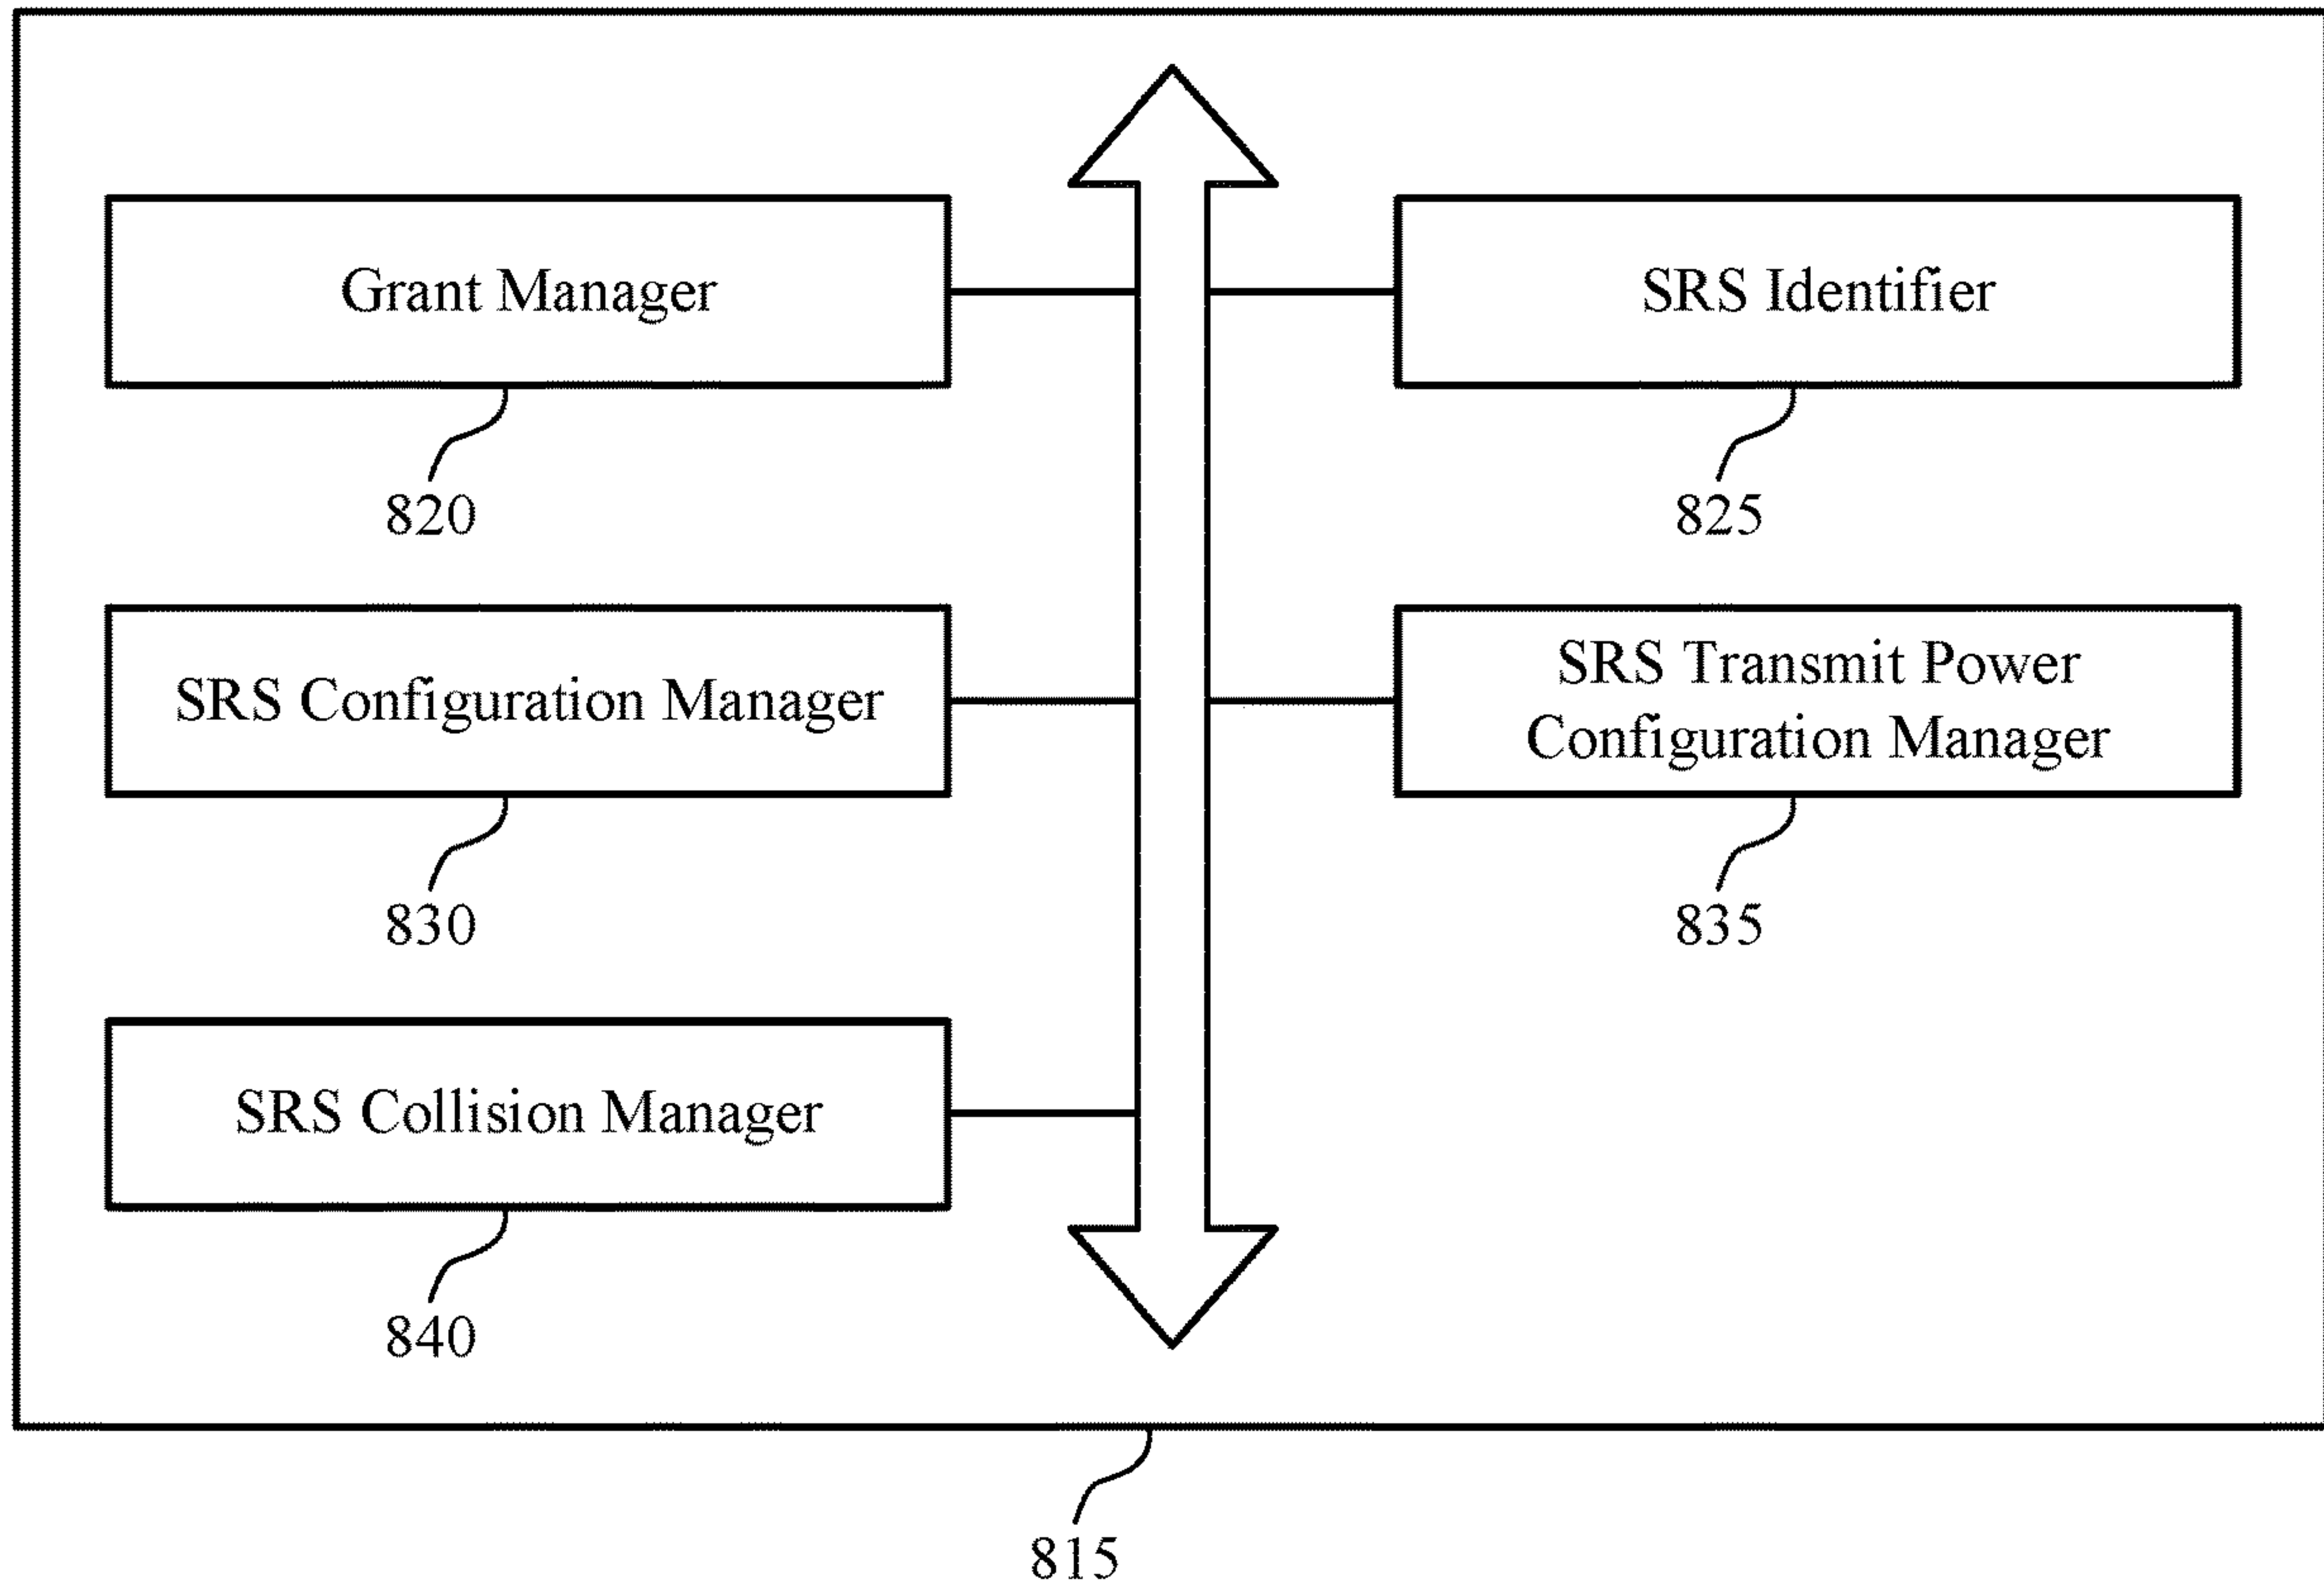 Grant Manager
SRS Identifier
820
825
SRS Configuration Manager
SRS Transmit Power
Configuration Manager
830
835
SRS Collision Manager
840
815